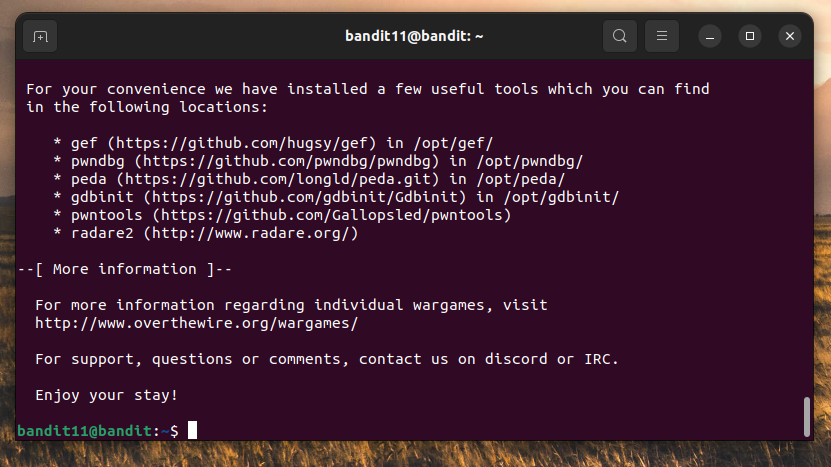 bandit11@bandit: ~
For your convenience we have installed a few useful tools which you can find
in the following locations:
* gef (https://github.com/hugsy/gef) in /opt/gef/
* pwndbg (https://github.com/pwndbg/pwndbg) in /opt/pwndbg/
* peda (https://github.com/longld/peda.git) in /opt/peda/
* gdbinit (https://github.com/gdbinit/Gdbinit) in /opt/gdbinit/
* pwntools (https://github.com/Gallopsled/pwntools)
* radare2 (http://www.radare.org/)
--[ More information ]--
For more information regarding individual wargames, visit
http://www.overthewire.org/wargames/
For support, questions or comments, contact us on discord or IRC.
Enjoy your stay!
bandit11@bandit:~$